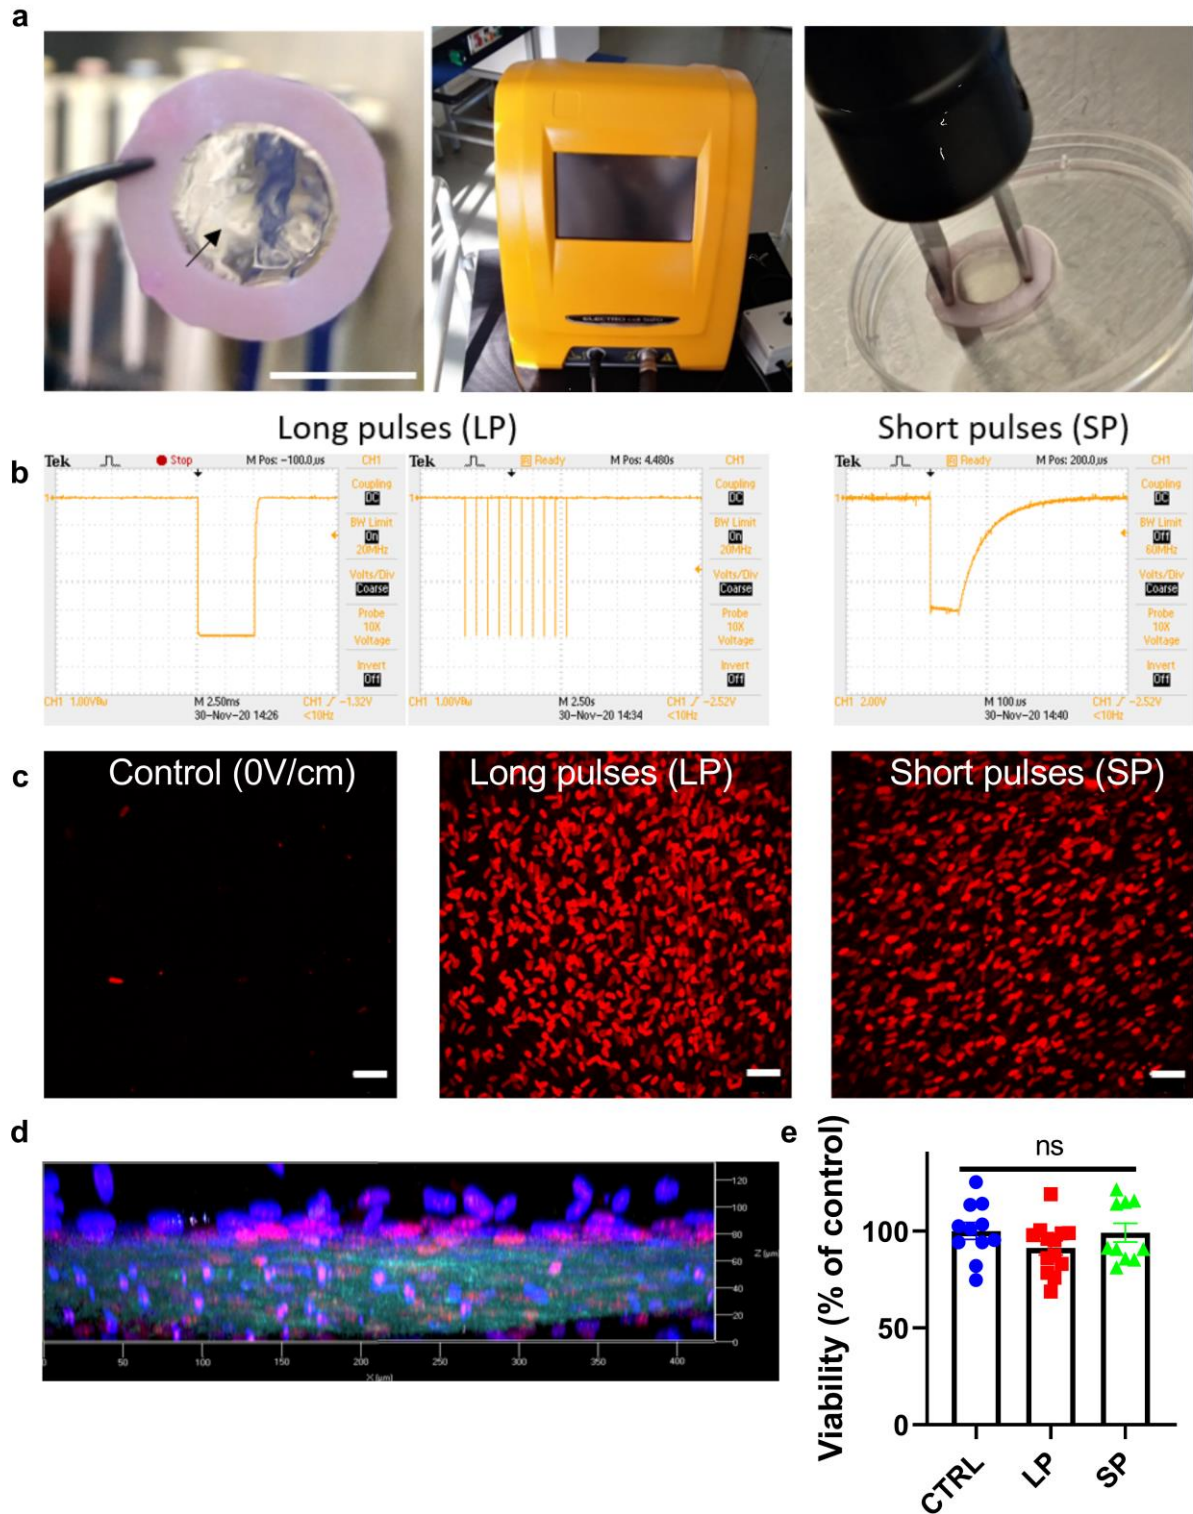 a
Long pulses (LP)
Short pulses (SP)
b
Tek Stop M Pos: -100.0µs CH1
Coupling
DC
BW Limit
On
20MHz
Volts/Div
Coarse
Probe
10X
Voltage
Invert
Off
CH1 1.00VBw M 2.50ms CH1 -1.32V
30-Nov-20 14:26 <10Hz
Tek Ready M Pos: 4.480s CH1
Coupling
DC
BW Limit
On
20MHz
Volts/Div
Coarse
Probe
10X
Voltage
Invert
Off
CH1 1.00VBw M 2.50s CH1 -2.52V
30-Nov-20 14:34 <10Hz
Tek Ready M Pos: 200.0µs CH1
Coupling
DC
BW Limit
Off
60MHz
Volts/Div
Coarse
Probe
10X
Voltage
Invert
Off
CH1 2.00V M 100µs CH1 -2.52V
30-Nov-20 14:40 <10Hz
c
Control (0V/cm)
Long pulses (LP)
Short pulses (SP)
d
120
100
80
60
40
20
0
Z [µm]
0 50 100 150 200 250 300 350 400
X [µm]
e
ns
Viability (% of control)
100
50
0
CTRL
LP
SP